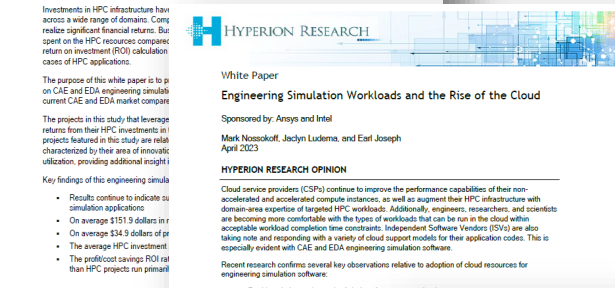 Investments in HPC infrastructure have
across a wide range of domains. Comp
realize significant financial returns. Bus
spent on the HPC resources compared
return on investment (ROI) calculation
cases of HPC applications.
The purpose of this white paper is to p
on CAE and EDA engineering simulati
current CAE and EDA market compare
The projects in this study that leverage
returns from their HPC investments in
projects featured in this study are relat
characterized by their area of innovatio
utilization, providing additional insight i
Key findings of this engineering simula
• Results continue to indicate su
simulation applications
• On average $151.9 dollars in r
• On average $34.9 dollars of pr
• The average HPC investment
• The profit/cost savings ROI rat
than HPC projects run primaril
HYPERION RESEARCH
White Paper
Engineering Simulation Workloads and the Rise of the Cloud
Sponsored by: Ansys and Intel
Mark Nossokoff, Jaclyn Ludema, and Earl Joseph
April 2023
HYPERION RESEARCH OPINION
Cloud service providers (CSPs) continue to improve the performance capabilities of their non-
accelerated and accelerated compute instances, as well as augment their HPC infrastructure with
domain-area expertise of targeted HPC workloads. Additionally, engineers, researchers, and scientists
are becoming more comfortable with the types of workloads that can be run in the cloud within
acceptable workload completion time constraints. Independent Software Vendors (ISVs) are also
taking note and responding with a variety of cloud support models for their application codes. This is
especially evident with CAE and EDA engineering simulation software.
Recent research confirms several key observations relative to adoption of cloud resources for
engineering simulation software: